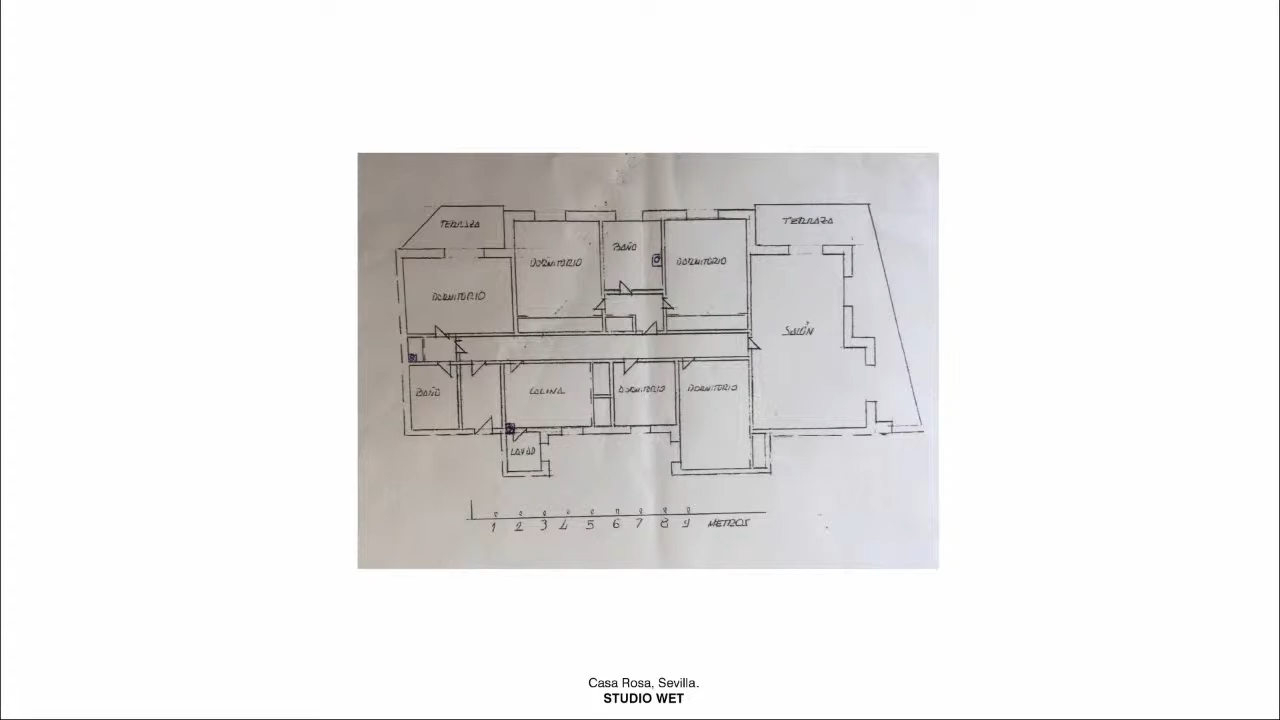 TERRAZA
TERRAZA
BAÑO
DORMITORIO
DORMITORIO
DORMITORIO
SALÓN
BAÑO
COCINA
DORMITORIO
DORMITORIO
LAVAD
1 2 3 4 5 6 7 8 9 METROS
Casa Rosa, Sevilla.
STUDIO WET